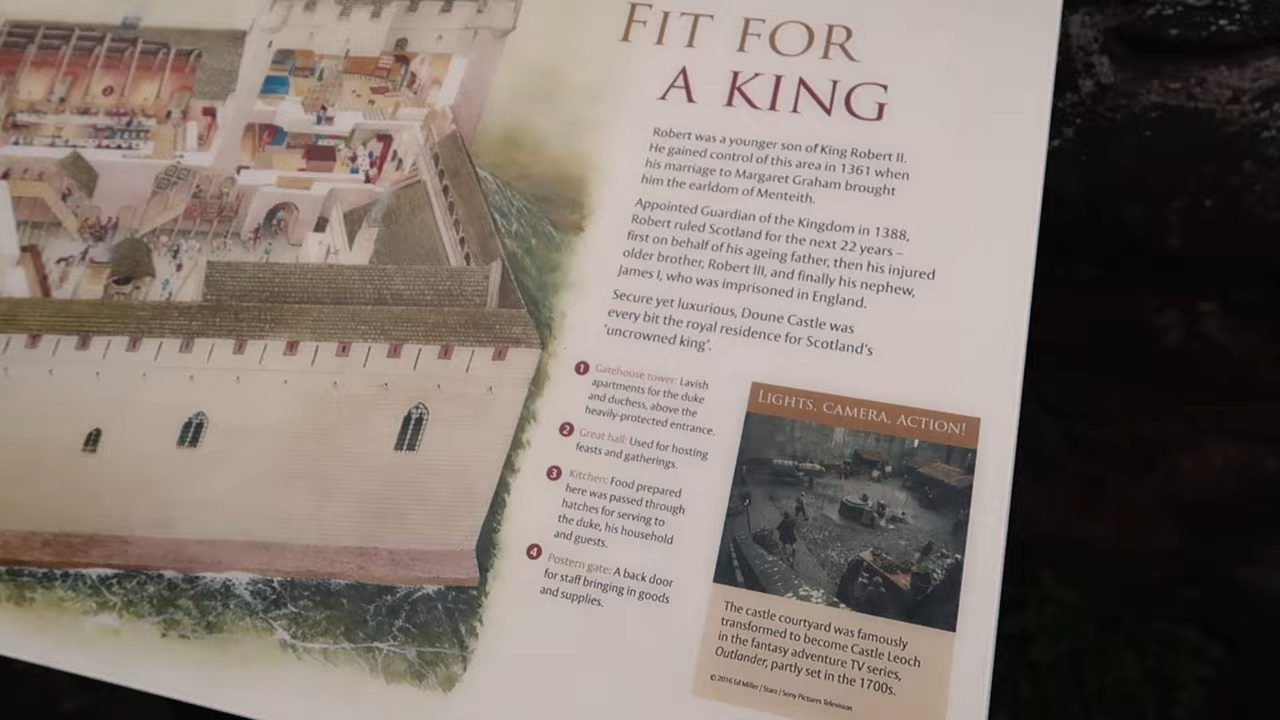 FIT FOR
A KING
Robert was a younger son of King Robert II.
He gained control of this area in 1361 when
his marriage to Margaret Graham brought
him the earldom of Menteith.
Appointed Guardian of the Kingdom in 1388,
Robert ruled Scotland for the next 22 years –
first on behalf of his ageing father, then his injured
older brother, Robert III, and finally his nephew,
James I, who was imprisoned in England.
Secure yet luxurious, Doune Castle was
every bit the royal residence for Scotland's
'uncrowned king'.
1 Gatehouse tower: Lavish
apartments for the duke
and duchess, above the
heavily-protected entrance.
2 Great hall: Used for hosting
feasts and gatherings.
3 Kitchen: Food prepared
here was passed through
hatches for serving to
the duke, his household
and guests.
4 Postern gate: A back door
for staff bringing in goods
and supplies.
LIGHTS, CAMERA, ACTION!
The castle courtyard was famously
transformed to become Castle Leoch
in the fantasy adventure TV series,
Outlander, partly set in the 1700s.
© 2016 Ed Miller / Starz / Sony Pictures Television